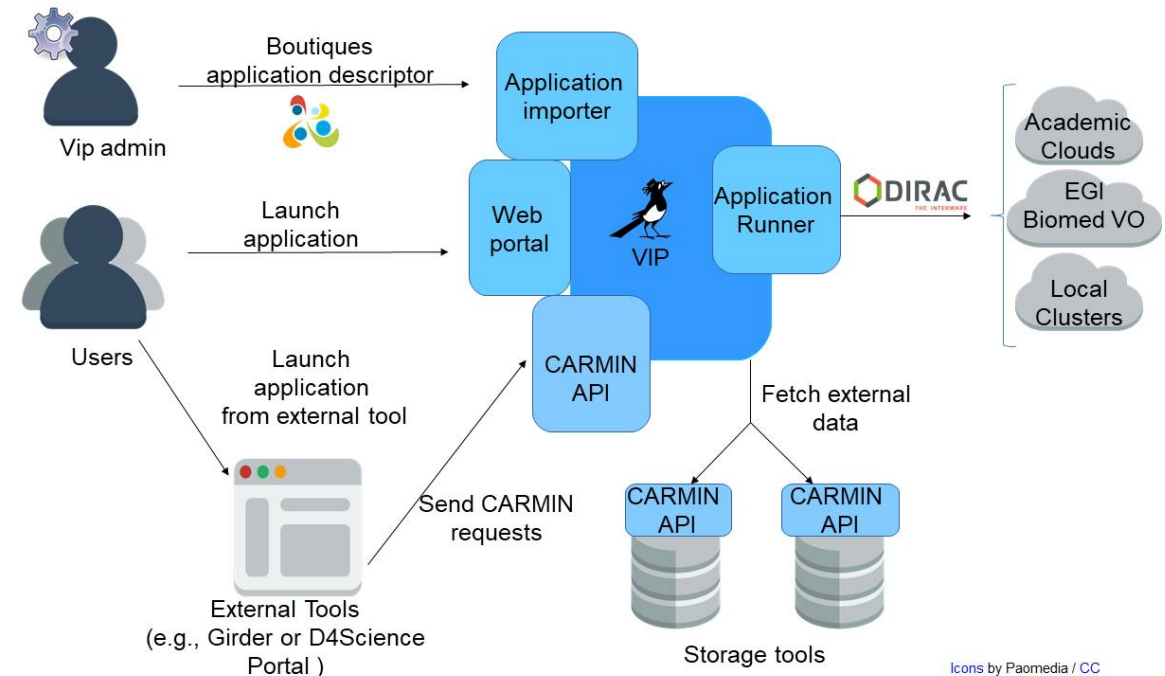 Boutiques
application descriptor
Vip admin
Application
importer
Launch
application
Web
portal
VIP
Application
Runner
DIRAC
THE INTERWARE
Academic
Clouds
EGI
Biomed VO
Local
Clusters
Users
Launch
application
from external tool
CARMIN
API
Fetch external
data
Send CARMIN
requests
CARMIN
API
CARMIN
API
External Tools
(e.g., Girder or D4Science
Portal )
Storage tools
Icons by Paomedia / CC